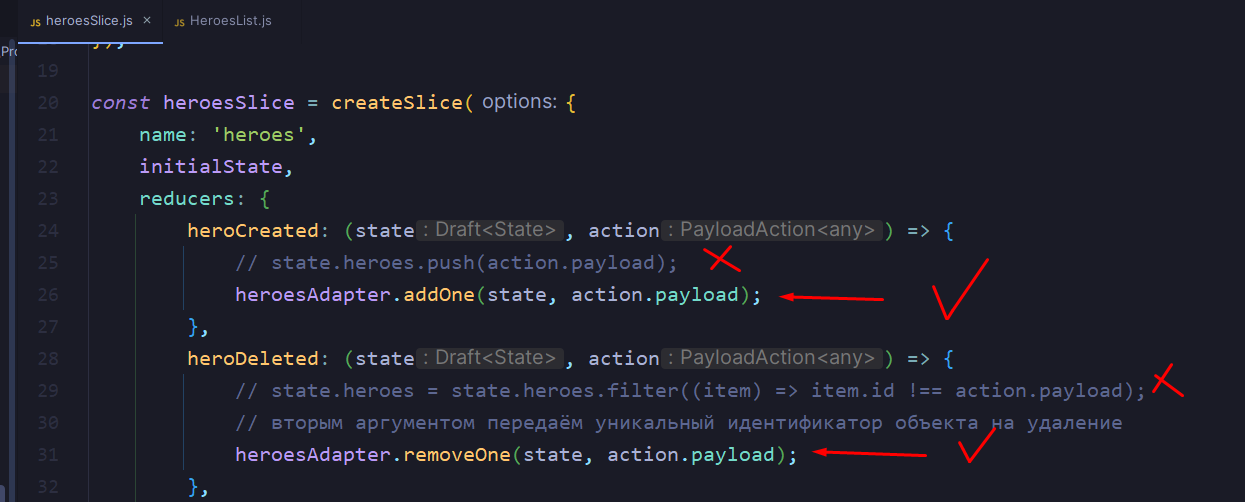 JS heroesSlice.js × JS HeroesList.js
Pro
});
19
20 const heroesSlice = createSlice( options: {
21 name: 'heroes',
22 initialState,
23 reducers: {
24 heroCreated: (state : Draft<State> , action : PayloadAction<any> ) => {
25 // state.heroes.push(action.payload);
26 heroesAdapter.addOne(state, action.payload);
27 },
28 heroDeleted: (state : Draft<State> , action : PayloadAction<any> ) => {
29 // state.heroes = state.heroes.filter((item) => item.id !== action.payload);
30 // вторым аргументом передаём уникальный идентификатор объекта на удаление
31 heroesAdapter.removeOne(state, action.payload);
32 },